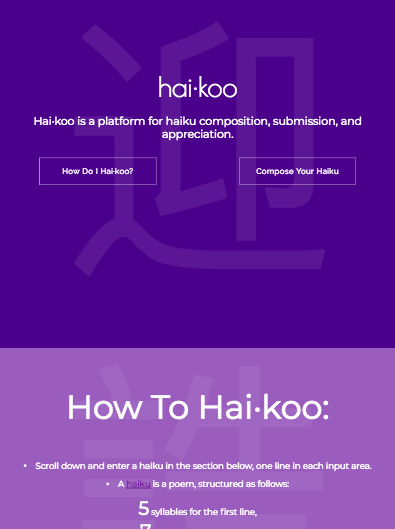 迎
hai·koo
Hai·koo is a platform for haiku composition, submission, and
appreciation.
How Do I Hai·koo?
Compose Your Haiku
How To Hai·koo:
• Scroll down and enter a haiku in the section below, one line in each input area.
• A haiku is a poem, structured as follows:
5 syllables for the first line,
7